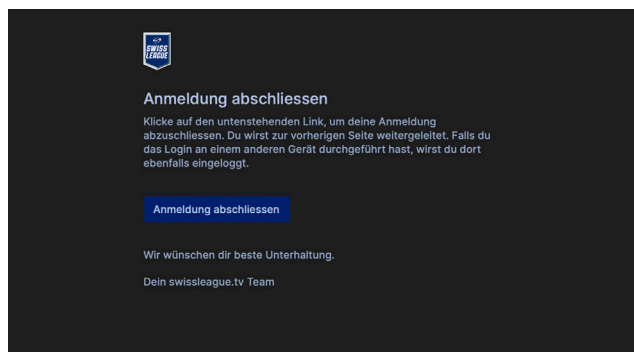 SWISS
LEAGUE
Anmeldung abschliessen
Klicke auf den untenstehenden Link, um deine Anmeldung
abzuschliessen. Du wirst zur vorherigen Seite weitergeleitet. Falls du
das Login an einem anderen Gerät durchgeführt hast, wirst du dort
ebenfalls eingeloggt.
Anmeldung abschliessen
Wir wünschen dir beste Unterhaltung.
Dein swissleague.tv Team